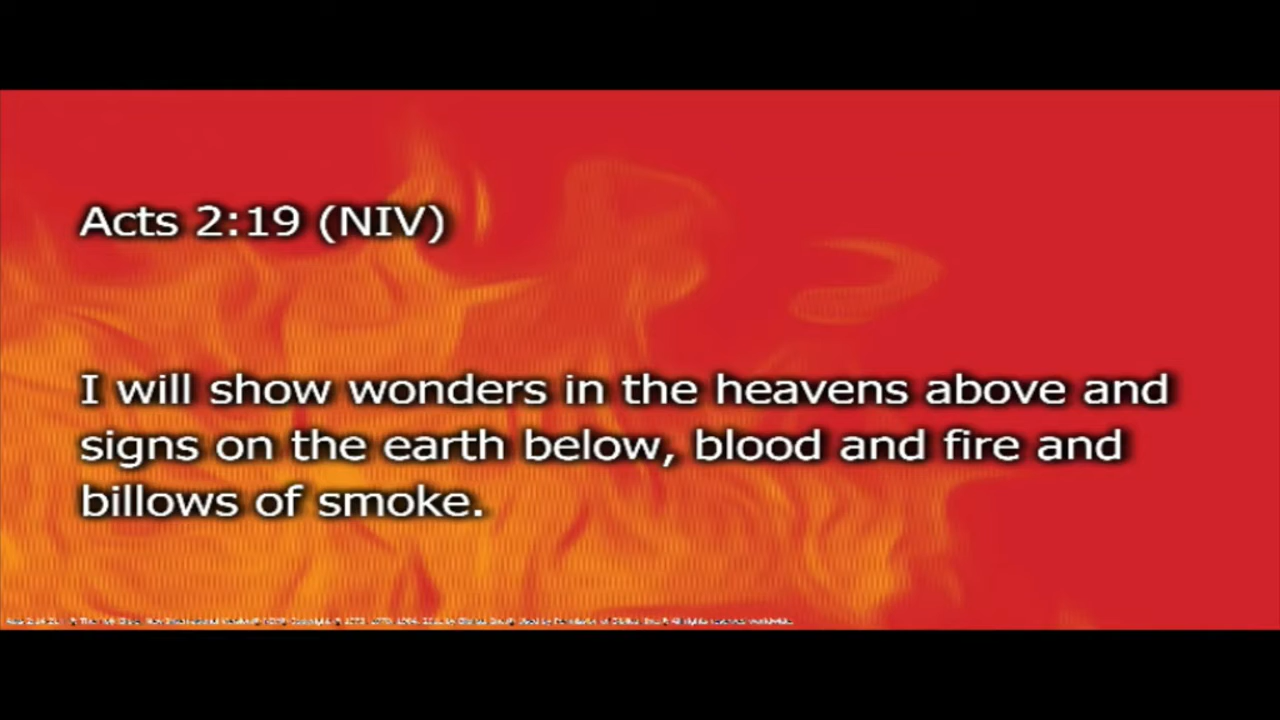 Acts 2:19 (NIV)
I will show wonders in the heavens above and
signs on the earth below, blood and fire and
billows of smoke.